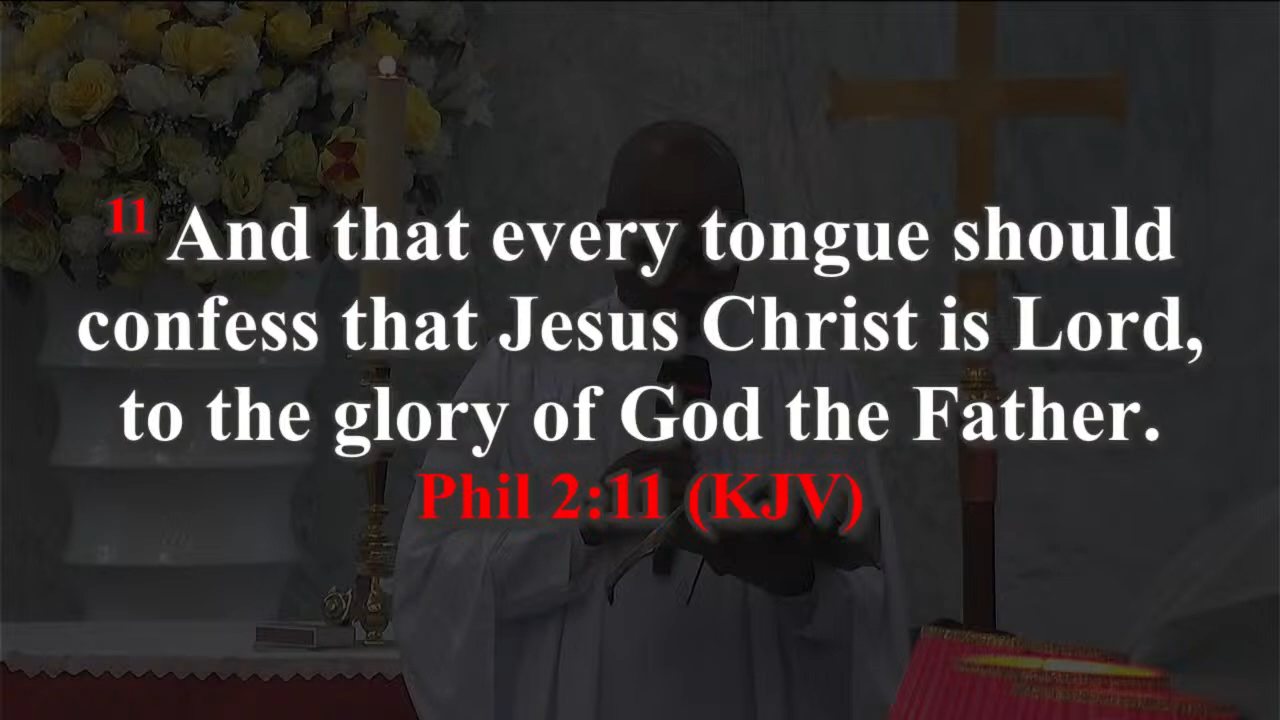 11 And that every tongue should
confess that Jesus Christ is Lord,
to the glory of God the Father.
Phil 2:11 (KJV)